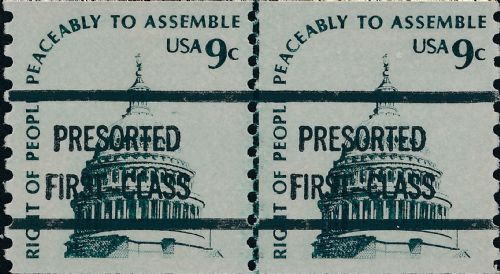 RIGHT OF PEOPLE PEACEABLY TO ASSEMBLE
USA 9c
PRESORTED
FIRST-CLASS
RIGHT OF PEOPLE PEACEABLY TO ASSEMBLE
USA 9c
PRESORTED
FIRST-CLASS